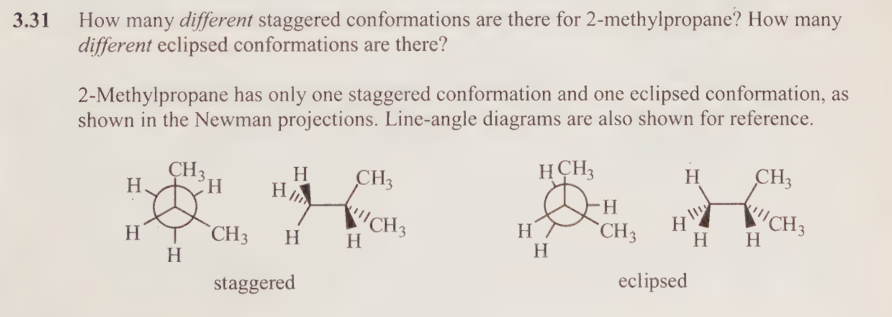 3.31 How many different staggered conformations are there for 2-methylpropane? How many
different eclipsed conformations are there?
2-Methylpropane has only one staggered conformation and one eclipsed conformation, as
shown in the Newman projections. Line-angle diagrams are also shown for reference.
CH3
H H
H CH3
H
H
H CH3
CH3
H H
staggered
H CH3
H
H CH3
H
H CH3
H CH3
H H
eclipsed